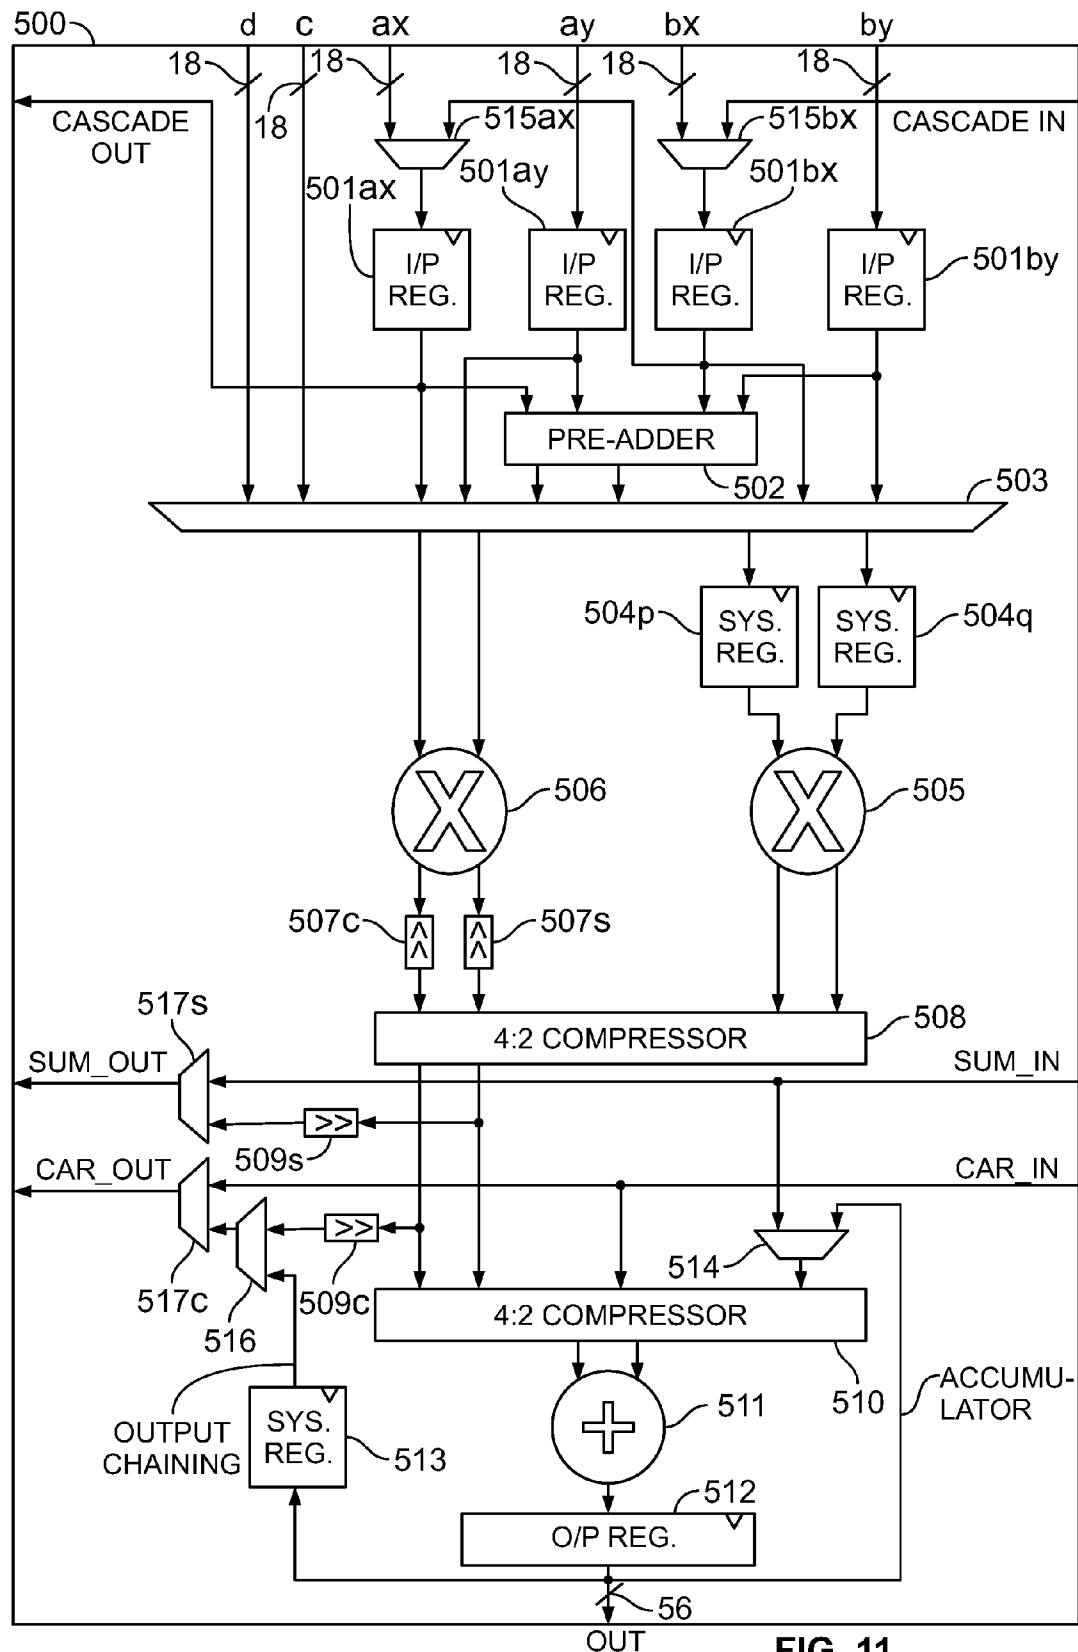 500 d c ax ay bx by
18 18 18 18 18
18
CASCADE
OUT
515ax
515bx
CASCADE IN
501ax
501ay
501bx
501by
I/P
REG.
I/P
REG.
I/P
REG.
I/P
REG.
PRE-ADDER
502
503
504p
SYS.
REG.
SYS.
REG.
504q
X
506
X
505
507c
<<
<<
507s
517s
4:2 COMPRESSOR
508
SUM_OUT
SUM_IN
>>
509s
CAR_OUT
CAR_IN
>>
514
517c
509c
516
4:2 COMPRESSOR
510
ACCUMU-
LATOR
OUTPUT
CHAINING
SYS.
REG.
513
+
511
512
O/P REG.
56
OUT
FIG. 11